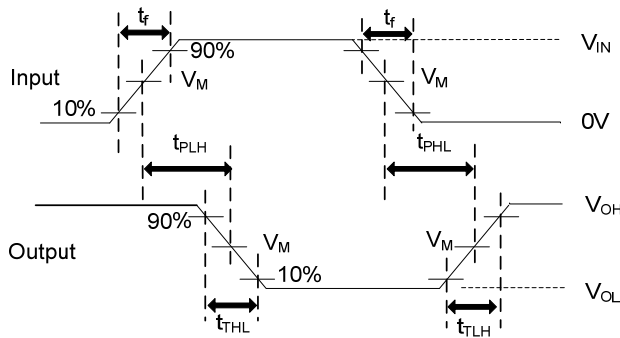 tf
tf
90%
VIN
Input
VM
VM
10%
0V
tPLH
tPHL
VOH
90%
VM
VM
Output
10%
VOL
tTHL
tTLH